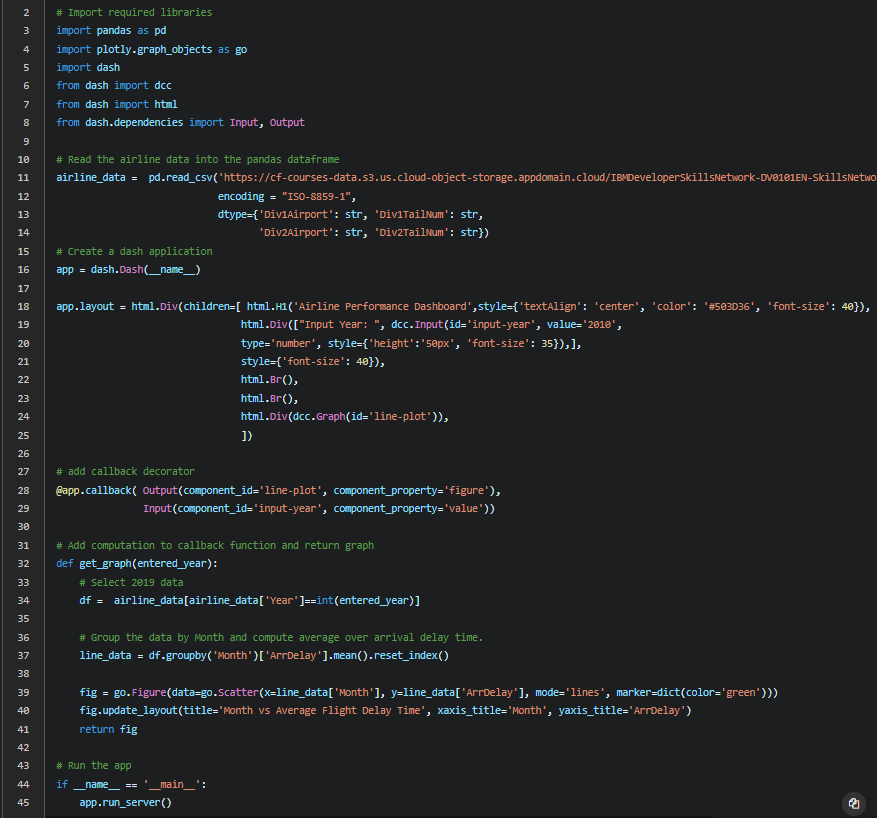 2 # Import required libraries
3 import pandas as pd
4 import plotly.graph_objects as go
5 import dash
6 from dash import dcc
7 from dash import html
8 from dash.dependencies import Input, Output
9
10 # Read the airline data into the pandas dataframe
11 airline_data =  pd.read_csv('https://cf-courses-data.s3.us.cloud-object-storage.appdomain.cloud/IBMDeveloperSkillsNetwork-DV0101EN-SkillsNetwo
12 encoding = "ISO-8859-1",
13 dtype={'Div1Airport': str, 'Div1TailNum': str,
14 'Div2Airport': str, 'Div2TailNum': str})
15 # Create a dash application
16 app = dash.Dash(__name__)
17
18 app.layout = html.Div(children=[ html.H1('Airline Performance Dashboard',style={'textAlign': 'center', 'color': '#503D36', 'font-size': 40}),
19 html.Div(["Input Year: ", dcc.Input(id='input-year', value='2010',
20 type='number', style={'height':'50px', 'font-size': 35}),],
21 style={'font-size': 40}),
22 html.Br(),
23 html.Br(),
24 html.Div(dcc.Graph(id='line-plot')),
25 ])
26
27 # add callback decorator
28 @app.callback( Output(component_id='line-plot', component_property='figure'),
29 Input(component_id='input-year', component_property='value'))
30
31 # Add computation to callback function and return graph
32 def get_graph(entered_year):
33 # Select 2019 data
34 df =  airline_data[airline_data['Year']==int(entered_year)]
35
36 # Group the data by Month and compute average over arrival delay time.
37 line_data = df.groupby('Month')['ArrDelay'].mean().reset_index()
38
39 fig = go.Figure(data=go.Scatter(x=line_data['Month'], y=line_data['ArrDelay'], mode='lines', marker=dict(color='green')))
40 fig.update_layout(title='Month vs Average Flight Delay Time', xaxis_title='Month', yaxis_title='ArrDelay')
41 return fig
42
43 # Run the app
44 if __name__ == '__main__':
45 app.run_server()